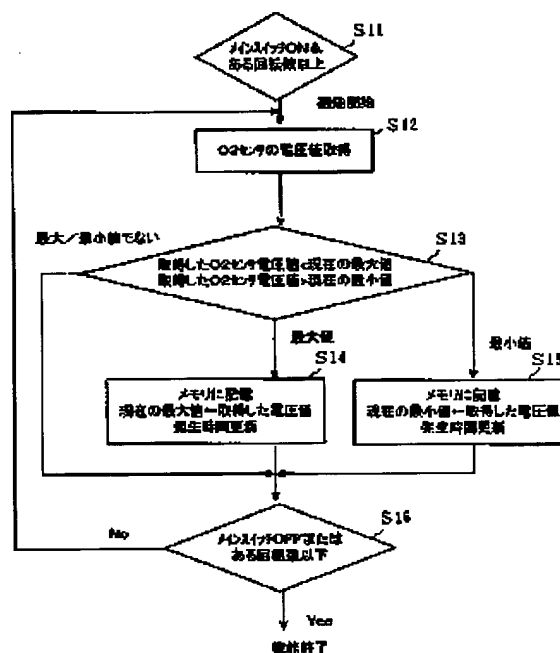 S11
メインスイッチON&
ある回転数以上
S12
O2センサの電圧値取得
最大/最小値でない
S13
取得したO2センサ電圧値<現在の最大値
取得したO2センサ電圧値>現在の最小値
最大値
S14
最小値
S15
メモリに記憶
現在の最大値←取得した電圧値
発生時間更新
メモリに記憶
現在の最小値←取得した電圧値
発生時間更新
No
S16
メインスイッチOFFまたは
ある回転数以下
Yes